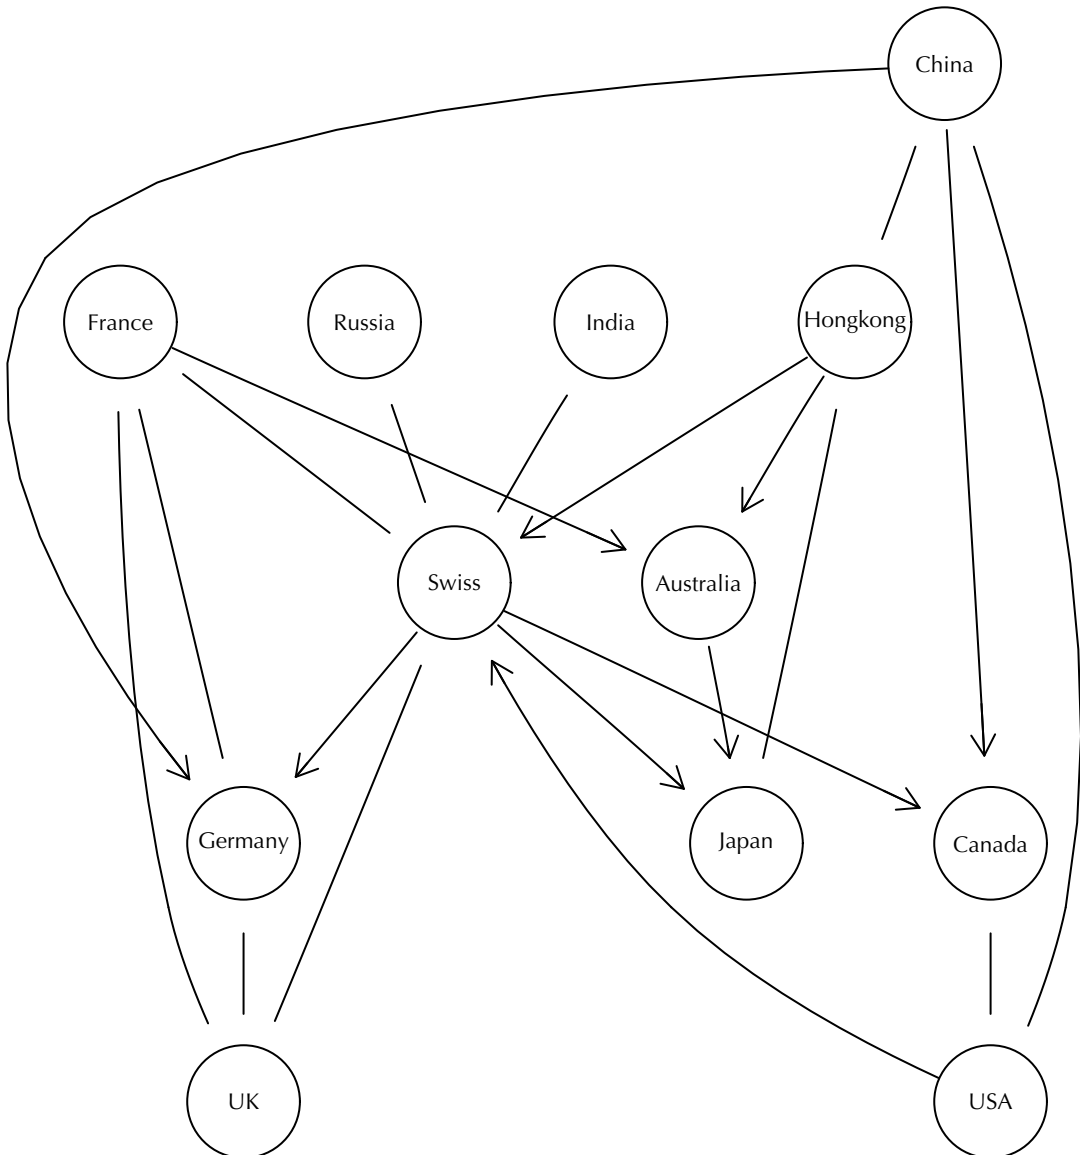 China
France
Russia
India
Hongkong
Swiss
Australia
Germany
Japan
Canada
UK
USA